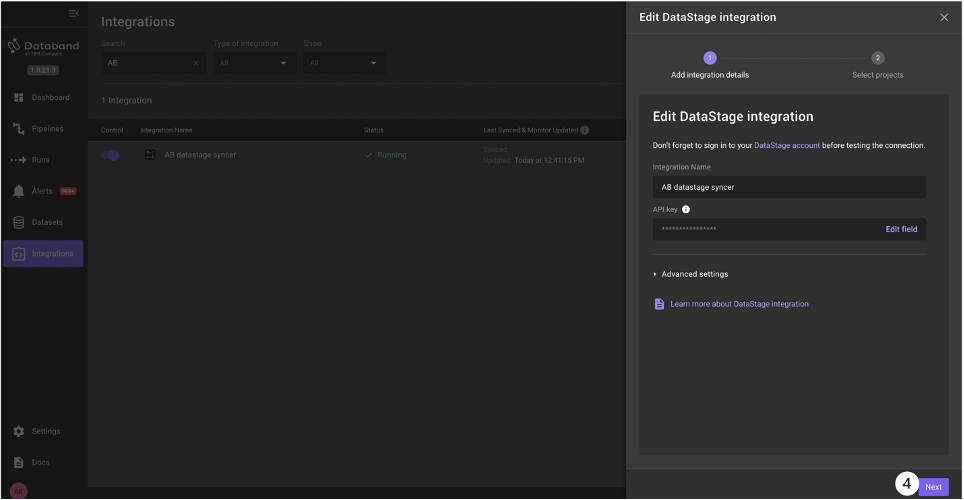 Databand
an IBM Company
1.0.21.3
Dashboard
Pipelines
Runs
Alerts 999+
Datasets
Integrations
Settings
Docs
AB
Integrations
Search
Type of Integration
Show
AB
All
All
1 Integration
Control
Integration Name
Status
Last Synced & Monitor Updated
AB datastage syncer
Running
Synced:
Updated: Today at 12:41:15 PM
Edit DataStage integration
1
2
Add integration details
Select projects
Edit DataStage integration
Don't forget to sign in to your DataStage account before testing the connection.
Integration Name
AB datastage syncer
API key
****************
Edit field
Advanced settings
Learn more about DataStage integration
4
Next